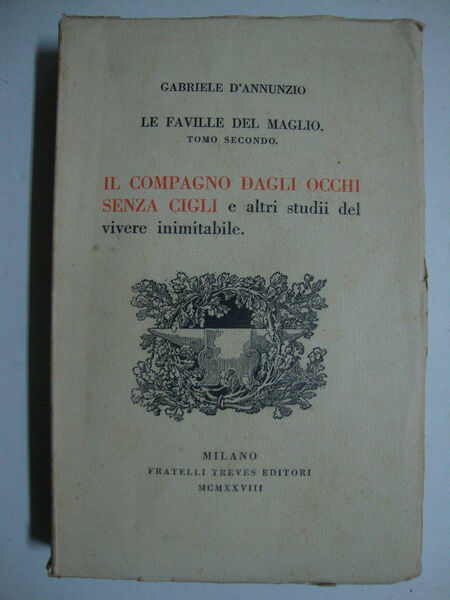 GABRIELE D'ANNUNZIO
LE FAVILLE DEL MAGLIO.
TOMO SECONDO.
IL COMPAGNO DAGLI OCCHI
SENZA CIGLI e altri studii del
vivere inimitabile.
MILANO
FRATELLI TREVES EDITORI
MCMXXVIII